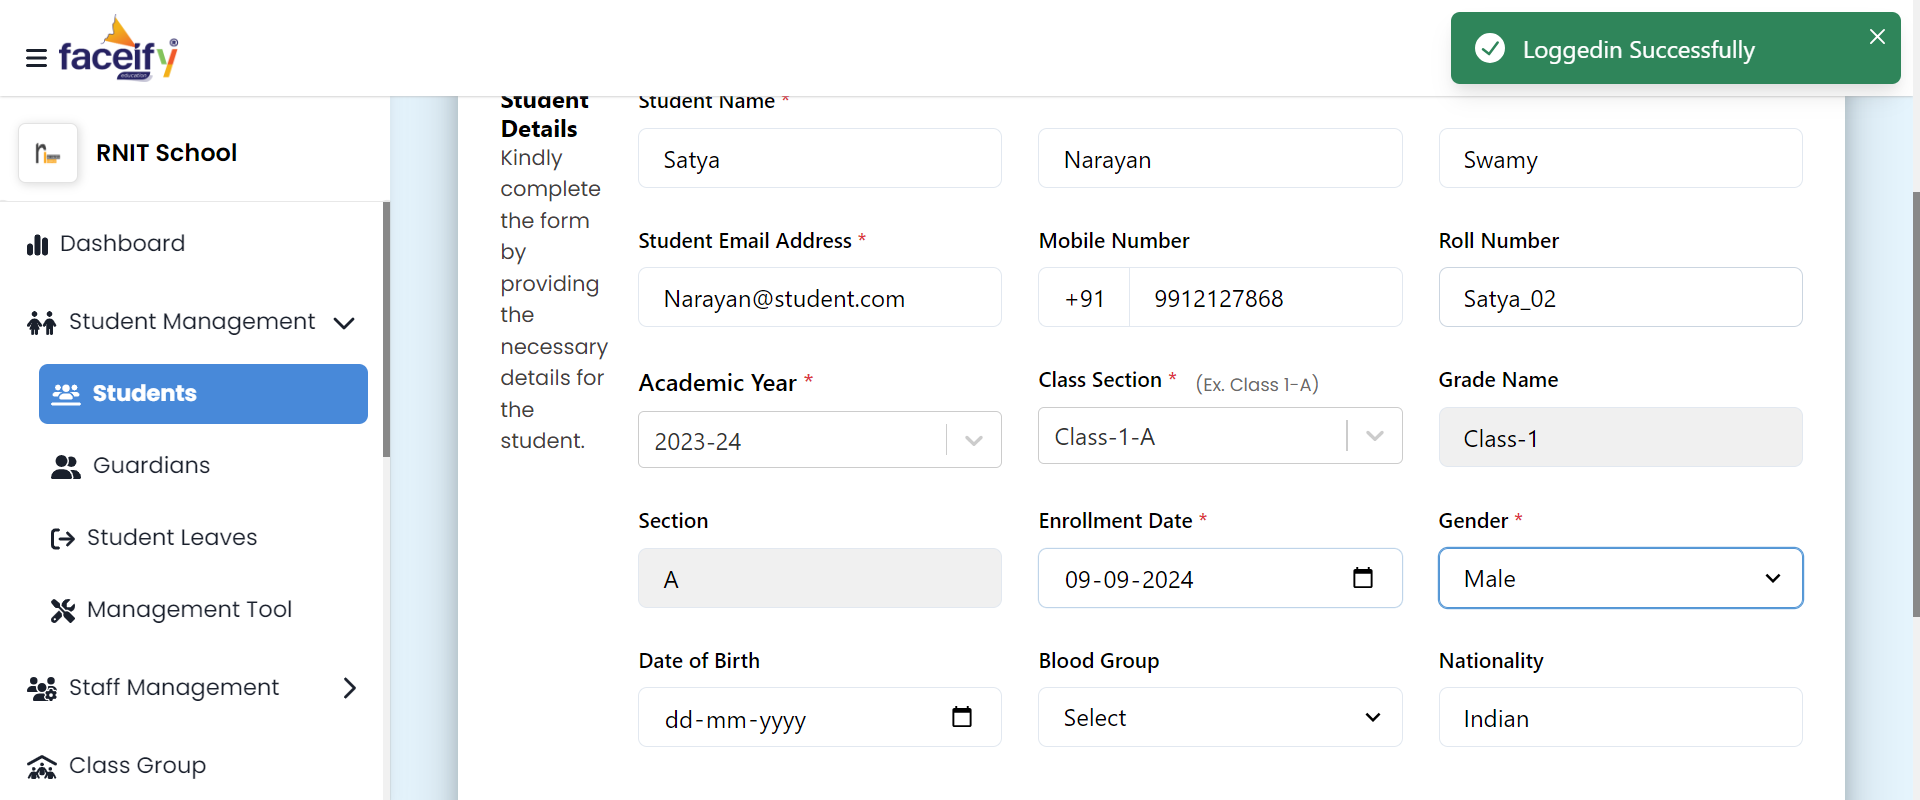 faceify
education
Loggedin Successfully
RNIT School
Dashboard
Student Management
Students
Guardians
Student Leaves
Management Tool
Staff Management
Class Group
Student
Details
Kindly
complete
the form
by
providing
the
necessary
details for
the
student.
Student Name *
Satya
Narayan
Swamy
Student Email Address *
Mobile Number
Roll Number
Narayan@student.com
+91
9912127868
Satya_02
Academic Year *
Class Section * (Ex. Class 1-A)
Grade Name
2023-24
Class-1-A
Class-1
Section
Enrollment Date *
Gender *
A
09-09-2024
Male
Date of Birth
Blood Group
Nationality
dd-mm-yyyy
Select
Indian